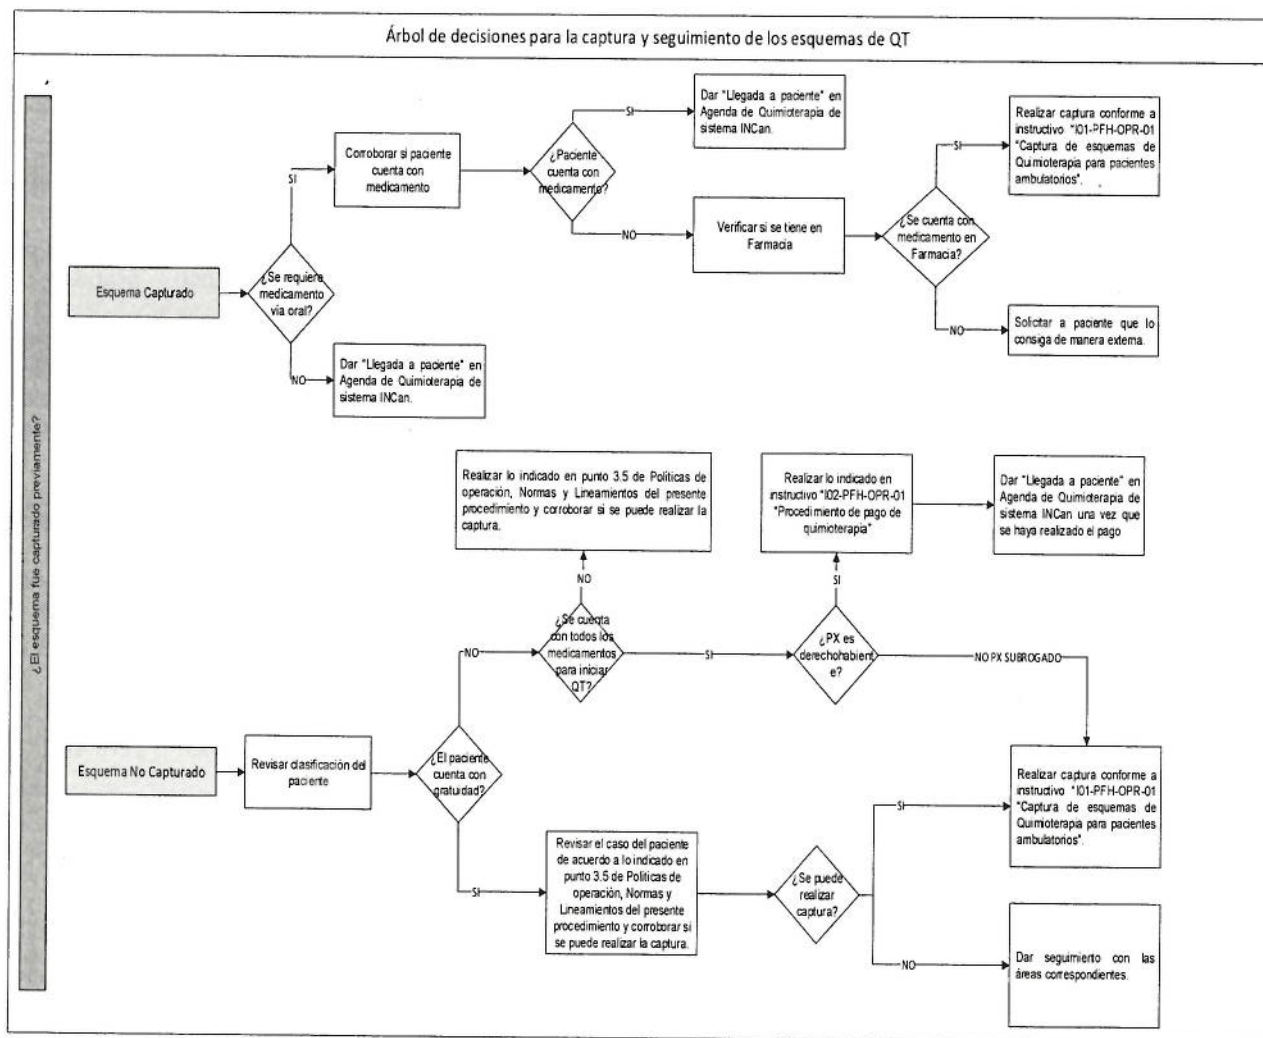 Árbol de decisiones para la captura y seguimiento de los esquemas de QT
¿El esquema fue capturado previamente?
Esquema Capturado
¿Se requiere
medicamento
vía oral?
SI
Corroborar si paciente
cuenta con
medicamento
NO
Dar "Llegada a paciente" en
Agenda de Quimioterapia de
sistema INCan.
¿Paciente
cuenta con
medicamento?
SI
Dar "Llegada a paciente" en
Agenda de Quimioterapia de
sistema INCan.
NO
Verificar si se tiene en
Farmacia
¿Se cuenta con
medicamento en
Farmacia?
SI
Realizar captura conforme a
instructivo "I01-PFH-OPR-01
"Captura de esquemas de
Quimioterapia para pacientes
ambulatorios".
NO
Solicitar a paciente que lo
consiga de manera externa.
Esquema No Capturado
Revisar clasificación del
paciente
¿El paciente
cuenta con
gratuidad?
NO
¿Se cuenta
con todos los
medicamentos
para iniciar
QT?
NO
Realizar lo indicado en punto 3.5 de Políticas de
operación, Normas y Lineamientos del presente
procedimiento y corroborar si se puede realizar la
captura.
SI
¿PX es
derechohabient
e?
SI
Realizar lo indicado en
instructivo "I02-PFH-OPR-01
"Procedimiento de pago de
quimioterapia"
Dar "Llegada a paciente" en
Agenda de Quimioterapia de
sistema INCan una vez que
se haya realizado el pago
NO PX SUBROGADO
Realizar captura conforme a
instructivo "I01-PFH-OPR-01
"Captura de esquemas de
Quimioterapia para pacientes
ambulatorios".
SI
Revisar el caso del paciente
de acuerdo a lo indicado en
punto 3.5 de Políticas de
operación, Normas y
Lineamientos del presente
procedimiento y corroborar si
se puede realizar la captura.
¿Se puede
realizar
captura?
SI
NO
Dar seguimiento con las
áreas correspondientes.